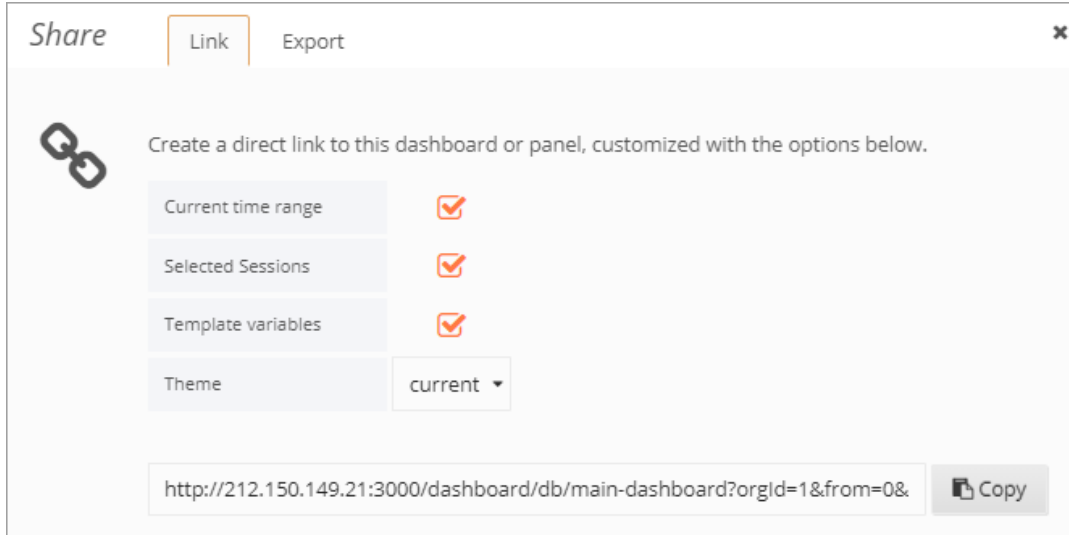 Share Link Export
Create a direct link to this dashboard or panel, customized with the options below.
Current time range
Selected Sessions
Template variables
Theme current
http://212.150.149.21:3000/dashboard/db/main-dashboard?orgId=1&from=0& Copy